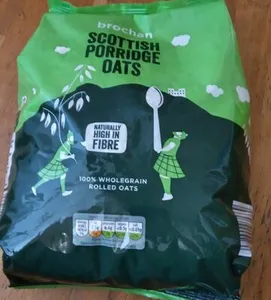 brochan
SCOTTISH
PORRIDGE
OATS
NATURALLY
HIGH IN
FIBRE
100% WHOLEGRAIN
ROLLED OATS